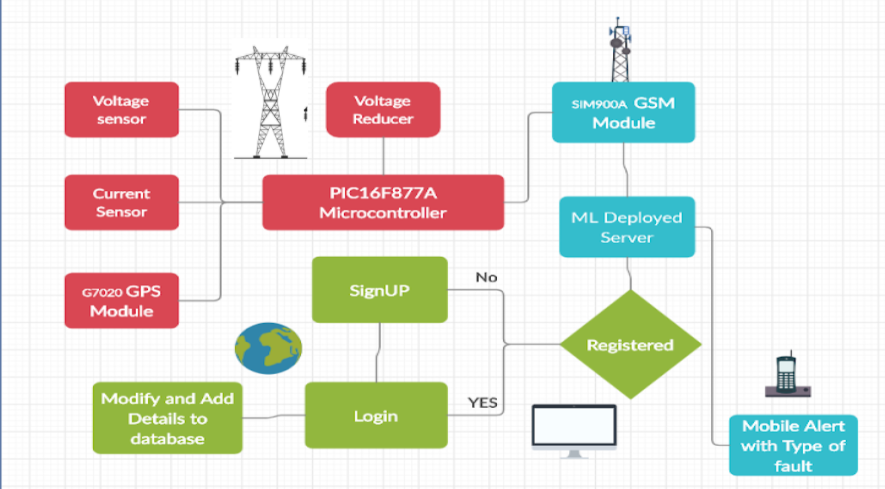 Voltage
sensor
Voltage
Reducer
SIM900A GSM
Module
Current
Sensor
PIC16F877A
Microcontroller
ML Deployed
Server
G7020 GPS
Module
SignUP
No
Registered
Modify and Add
Details to
database
Login
YES
Mobile Alert
with Type of
fault